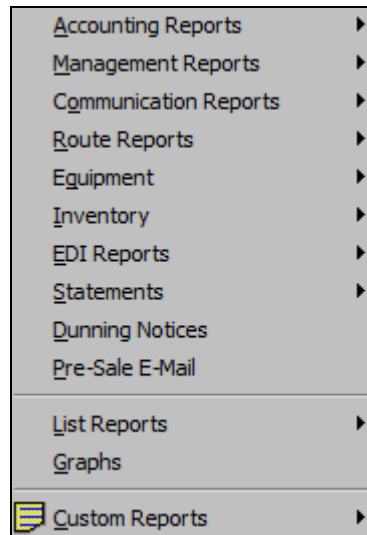 Accounting Reports
Management Reports
Communication Reports
Route Reports
Equipment
Inventory
EDI Reports
Statements
Dunning Notices
Pre-Sale E-Mail
List Reports
Graphs
Custom Reports